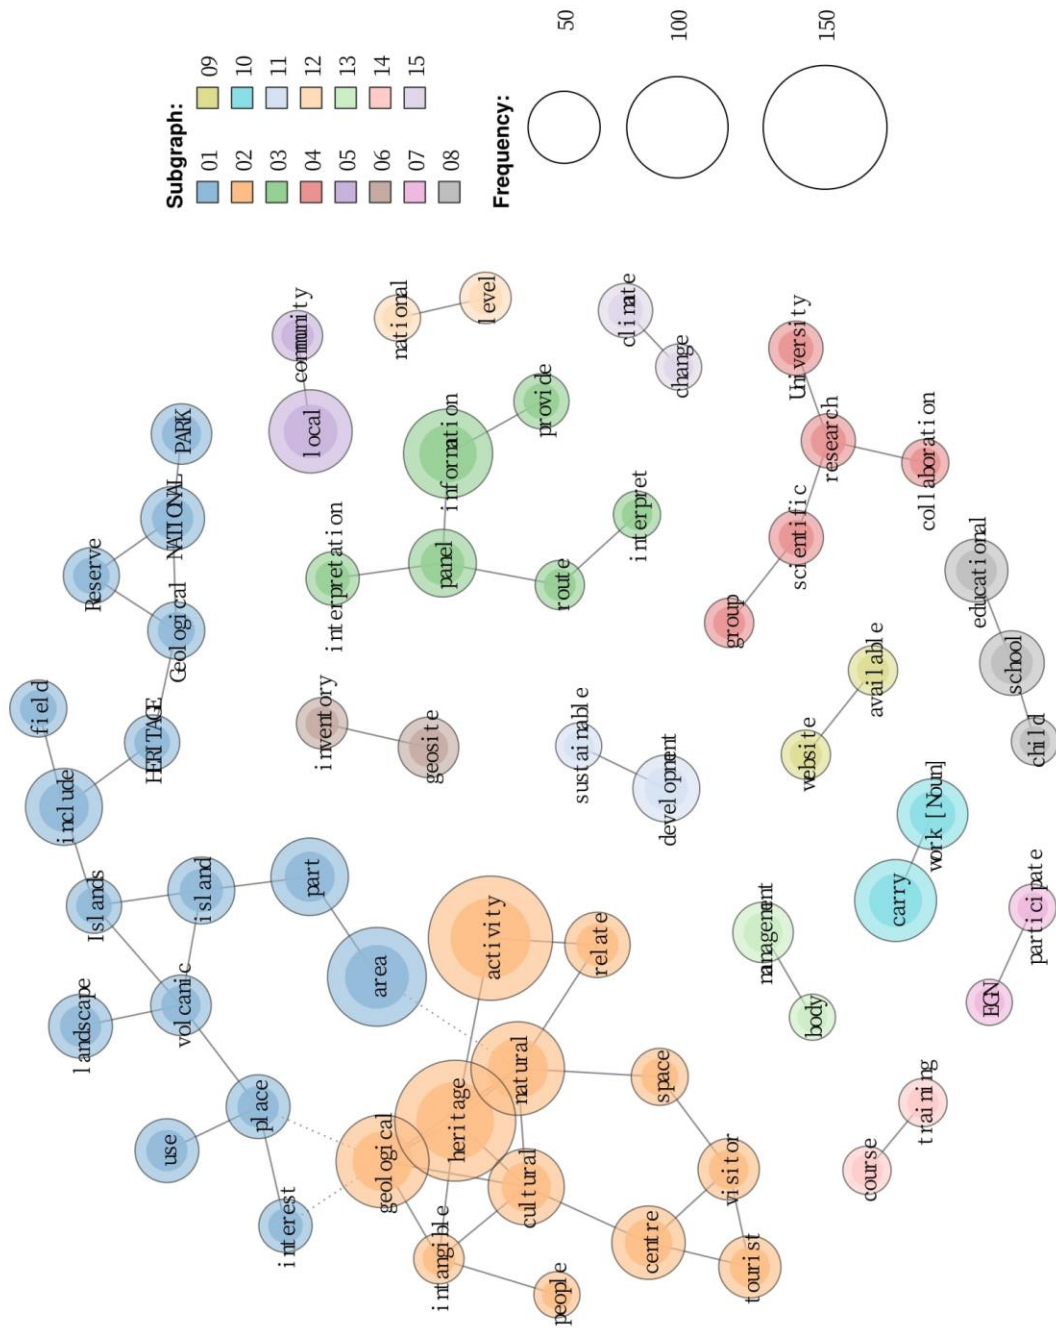 Subgraph:
01
02
03
04
05
06
07
08
09
10
11
12
13
14
15
Frequency:
50
100
150
use
landscape
place
interest
volcanic
Islands
island
part
area
include
field
HERITAGE
Geological
Reserve
NATIONAL
PARK
geological
heritage
natural
activity
relate
cultural
intangible
people
centre
tourist
visitor
space
interpretation
panel
information
provide
route
interpret
local
community
national
level
climate
change
University
research
collaboration
scientific
group
inventory
geosite
sustainable
development
website
available
educational
school
child
carry
work [Noun]
management
body
EGN
participate
course
training